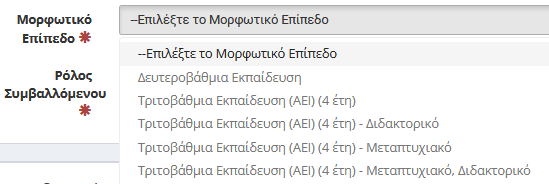 Μορφωτικό
Επίπεδο ✱
--Επιλέξτε το Μορφωτικό Επίπεδο
--Επιλέξτε το Μορφωτικό Επίπεδο
Δευτεροβάθμια Εκπαίδευση
Τριτοβάθμια Εκπαίδευση (ΑΕΙ) (4 έτη)
Τριτοβάθμια Εκπαίδευση (ΑΕΙ) (4 έτη) - Διδακτορικό
Τριτοβάθμια Εκπαίδευση (ΑΕΙ) (4 έτη) - Μεταπτυχιακό
Τριτοβάθμια Εκπαίδευση (ΑΕΙ) (4 έτη) - Μεταπτυχιακό, Διδακτορικό
Ρόλος
Συμβαλλόμενου
✱